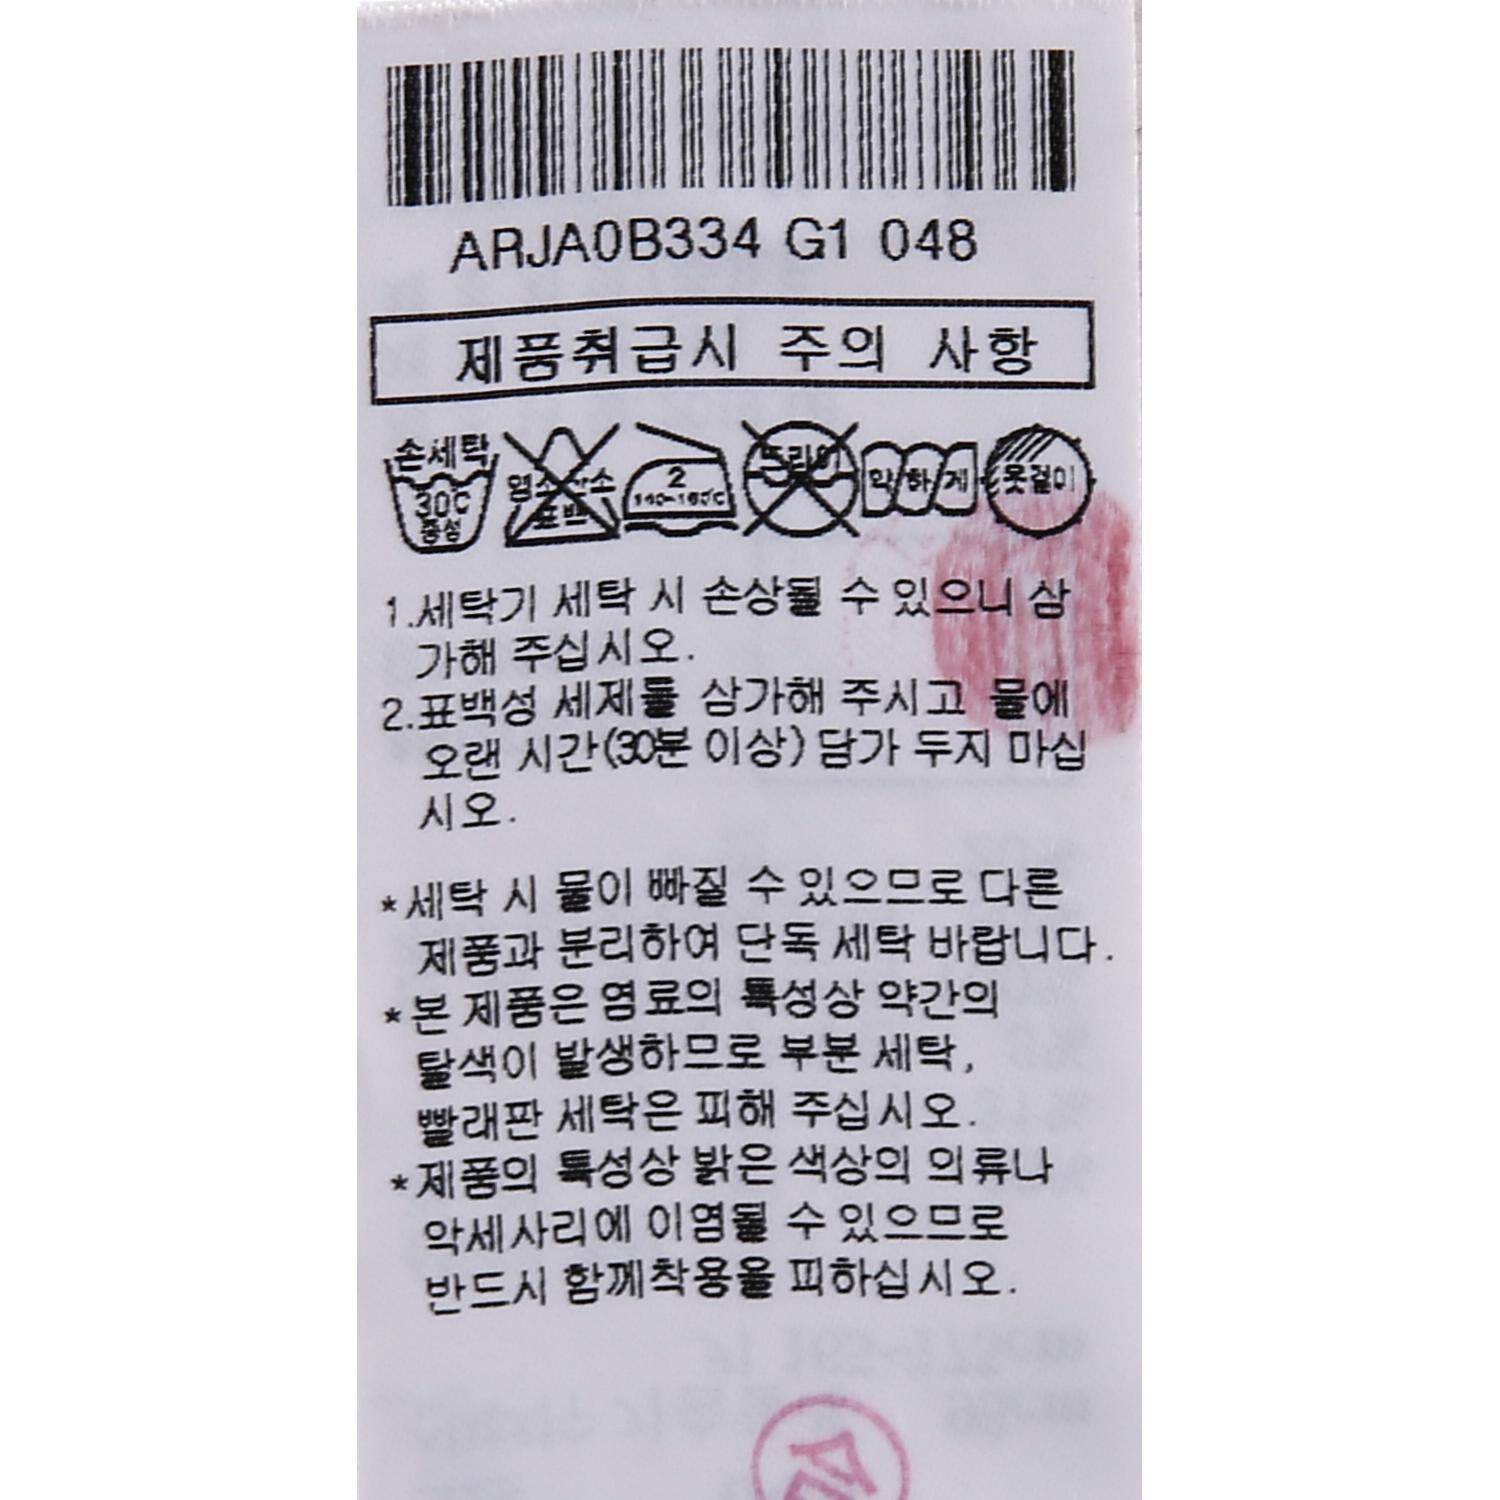 ARJA0B334 G1 048
제품취급시 주의 사항
손세탁 30℃ 중성
염소산소 표백
2 140~160℃
드라이
약하게
옷걸이
1.세탁기 세탁 시 손상될 수 있으니 삼
가해 주십시오.
2.표백성 세제를 삼가해 주시고 물에
오랜 시간(30분 이상) 담가 두지 마십
시오.
*세탁 시 물이 빠질 수 있으므로 다른
제품과 분리하여 단독 세탁 바랍니다.
*본 제품은 염료의 특성상 약간의
탈색이 발생하므로 부분 세탁,
빨래판 세탁은 피해 주십시오.
*제품의 특성상 밝은 색상의 의류나
악세사리에 이염될 수 있으므로
반드시 함께착용을 피하십시오.